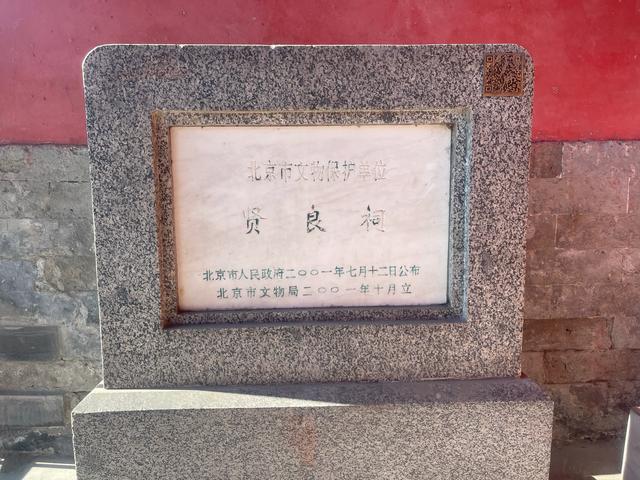 北京市文物保护单位
贤良祠
北京市人民政府二〇〇一年七月十二日公布
北京市文物局二〇〇一年十月立